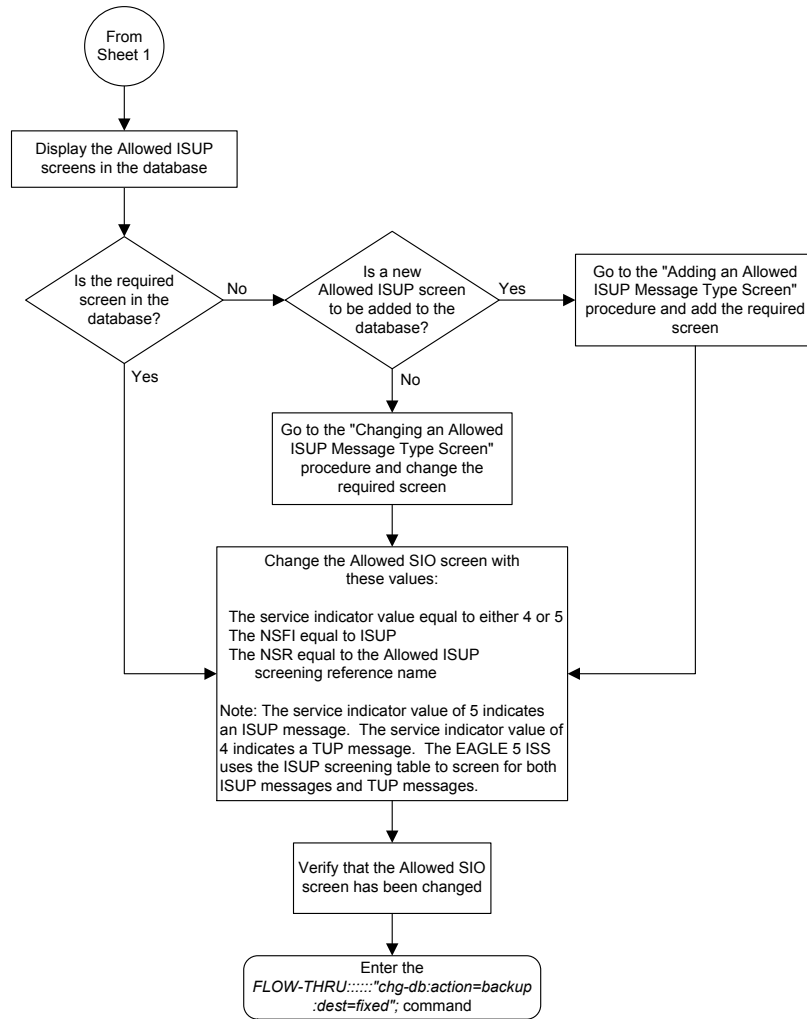 From
Sheet 1
Display the Allowed ISUP
screens in the database
Is the required
screen in the
database?
No
Is a new
Allowed ISUP screen
to be added to the
database?
Yes
Go to the "Adding an Allowed
ISUP Message Type Screen"
procedure and add the required
screen
Yes
No
Go to the "Changing an Allowed
ISUP Message Type Screen"
procedure and change the
required screen
Change the Allowed SIO screen with
these values:
The service indicator value equal to either 4 or 5
The NSFI equal to ISUP
The NSR equal to the Allowed ISUP
screening reference name
Note: The service indicator value of 5 indicates
an ISUP message. The service indicator value of
4 indicates a TUP message. The EAGLE 5 ISS
uses the ISUP screening table to screen for both
ISUP messages and TUP messages.
Verify that the Allowed SIO
screen has been changed
Enter the
FLOW-THRU::::::"chg-db:action=backup
:dest=fixed"; command